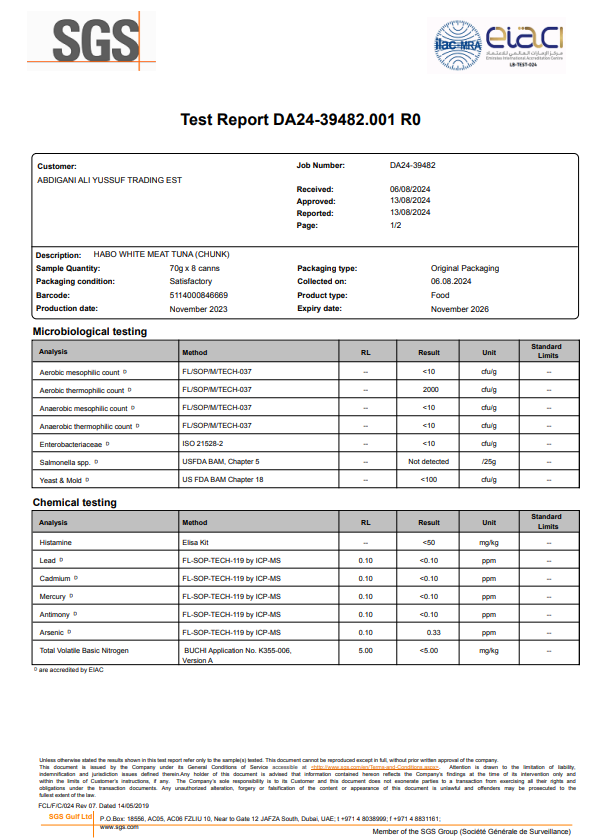 SGS
ilac-MRA
EIACI
مركز الإمارات العالمي للاعتماد
Emirates International Accreditation Centre
LB-TEST-024
Test Report DA24-39482.001 R0
Customer: Job Number: DA24-39482
ABDIGANI ALI YUSSUF TRADING EST
Received: 06/08/2024
Approved: 13/08/2024
Reported: 13/08/2024
Page: 1/2
Description: HABO WHITE MEAT TUNA (CHUNK)
Sample Quantity: 70g x 8 canns Packaging type: Original Packaging
Packaging condition: Satisfactory Collected on: 06.08.2024
Barcode: 5114000846669 Product type: Food
Production date: November 2023 Expiry date: November 2026
Microbiological testing
Analysis Method RL Result Unit Standard Limits
Aerobic mesophilic count D FL/SOP/M/TECH-037 -- <10 cfu/g --
Aerobic thermophilic count D FL/SOP/M/TECH-037 -- 2000 cfu/g --
Anaerobic mesophilic count D FL/SOP/M/TECH-037 -- <10 cfu/g --
Anaerobic thermophilic count D FL/SOP/M/TECH-037 -- <10 cfu/g --
Enterobacteriaceae D ISO 21528-2 -- <10 cfu/g --
Salmonella spp. D USFDA BAM, Chapter 5 -- Not detected /25g --
Yeast & Mold D US FDA BAM Chapter 18 -- <100 cfu/g --
Chemical testing
Analysis Method RL Result Unit Standard Limits
Histamine Elisa Kit -- <50 mg/kg --
Lead D FL-SOP-TECH-119 by ICP-MS 0.10 <0.10 ppm --
Cadmium D FL-SOP-TECH-119 by ICP-MS 0.10 <0.10 ppm --
Mercury D FL-SOP-TECH-119 by ICP-MS 0.10 <0.10 ppm --
Antimony D FL-SOP-TECH-119 by ICP-MS 0.10 <0.10 ppm --
Arsenic D FL-SOP-TECH-119 by ICP-MS 0.10 0.33 ppm --
Total Volatile Basic Nitrogen BUCHI Application No. K355-006, Version A 5.00 <5.00 mg/kg --
D are accredited by EIAC
Unless otherwise stated the results shown in this test report refer only to the sample(s) tested. This document cannot be reproduced except in full, without prior written approval of the company.
This document is issued by the Company under its General Conditions of Service accessible at <http://www.sgs.com/en/Terms-and-Conditions.aspx>. Attention is drawn to the limitation of liability,
indemnification and jurisdiction issues defined therein.Any holder of this document is advised that information contained hereon reflects the Company's findings at the time of its intervention only and
within the limits of Customer's instructions, if any. The Company's sole responsibility is to its Customer and this document does not exonerate parties to a transaction from exercising all their rights and
obligations under the transaction documents. Any unauthorized alteration, forgery or falsification of the content or appearance of this document is unlawful and offenders may be prosecuted to the
fullest extent of the law.
FCL/F/C/024 Rev 07. Dated 14/05/2019
SGS Gulf Ltd P.O.Box: 18556, AC05, AC06 FZLIU 10, Near to Gate 12 JAFZA South, Dubai, UAE; t +971 4 8038999; f +971 4 8831161;
www.sgs.com
Member of the SGS Group (Société Générale de Surveillance)